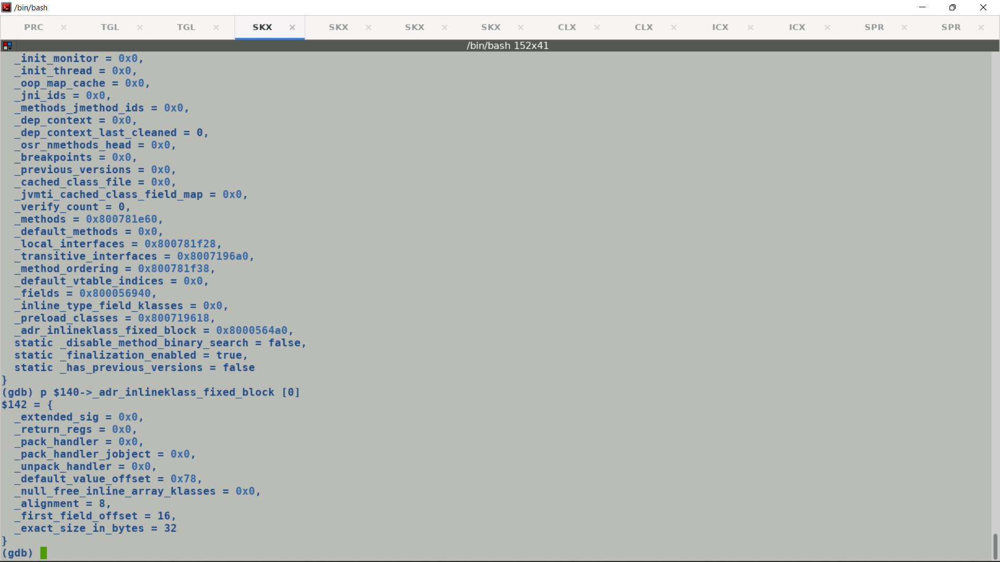 /bin/bash
PRC × TGL × TGL × SKX × SKX × SKX × SKX × CLX × CLX × ICX × ICX × SPR × SPR ×
/bin/bash 152x41
  _init_monitor = 0x0,
  _init_thread = 0x0,
  _oop_map_cache = 0x0,
  _jni_ids = 0x0,
  _methods_jmethod_ids = 0x0,
  _dep_context = 0x0,
  _dep_context_last_cleaned = 0,
  _osr_nmethods_head = 0x0,
  _breakpoints = 0x0,
  _previous_versions = 0x0,
  _cached_class_file = 0x0,
  _jvmti_cached_class_field_map = 0x0,
  _verify_count = 0,
  _methods = 0x800781e60,
  _default_methods = 0x0,
  _local_interfaces = 0x800781f28,
  _transitive_interfaces = 0x8007196a0,
  _method_ordering = 0x800781f38,
  _default_vtable_indices = 0x0,
  _fields = 0x800056940,
  _inline_type_field_klasses = 0x0,
  _preload_classes = 0x800719618,
  _adr_inlineklass_fixed_block = 0x8000564a0,
  static _disable_method_binary_search = false,
  static _finalization_enabled = true,
  static _has_previous_versions = false
}
(gdb) p $140->_adr_inlineklass_fixed_block [0]
$142 = {
  _extended_sig = 0x0,
  _return_regs = 0x0,
  _pack_handler = 0x0,
  _pack_handler_jobject = 0x0,
  _unpack_handler = 0x0,
  _default_value_offset = 0x78,
  _null_free_inline_array_klasses = 0x0,
  _alignment = 8,
  _first_field_offset = 16,
  _exact_size_in_bytes = 32
}
(gdb)